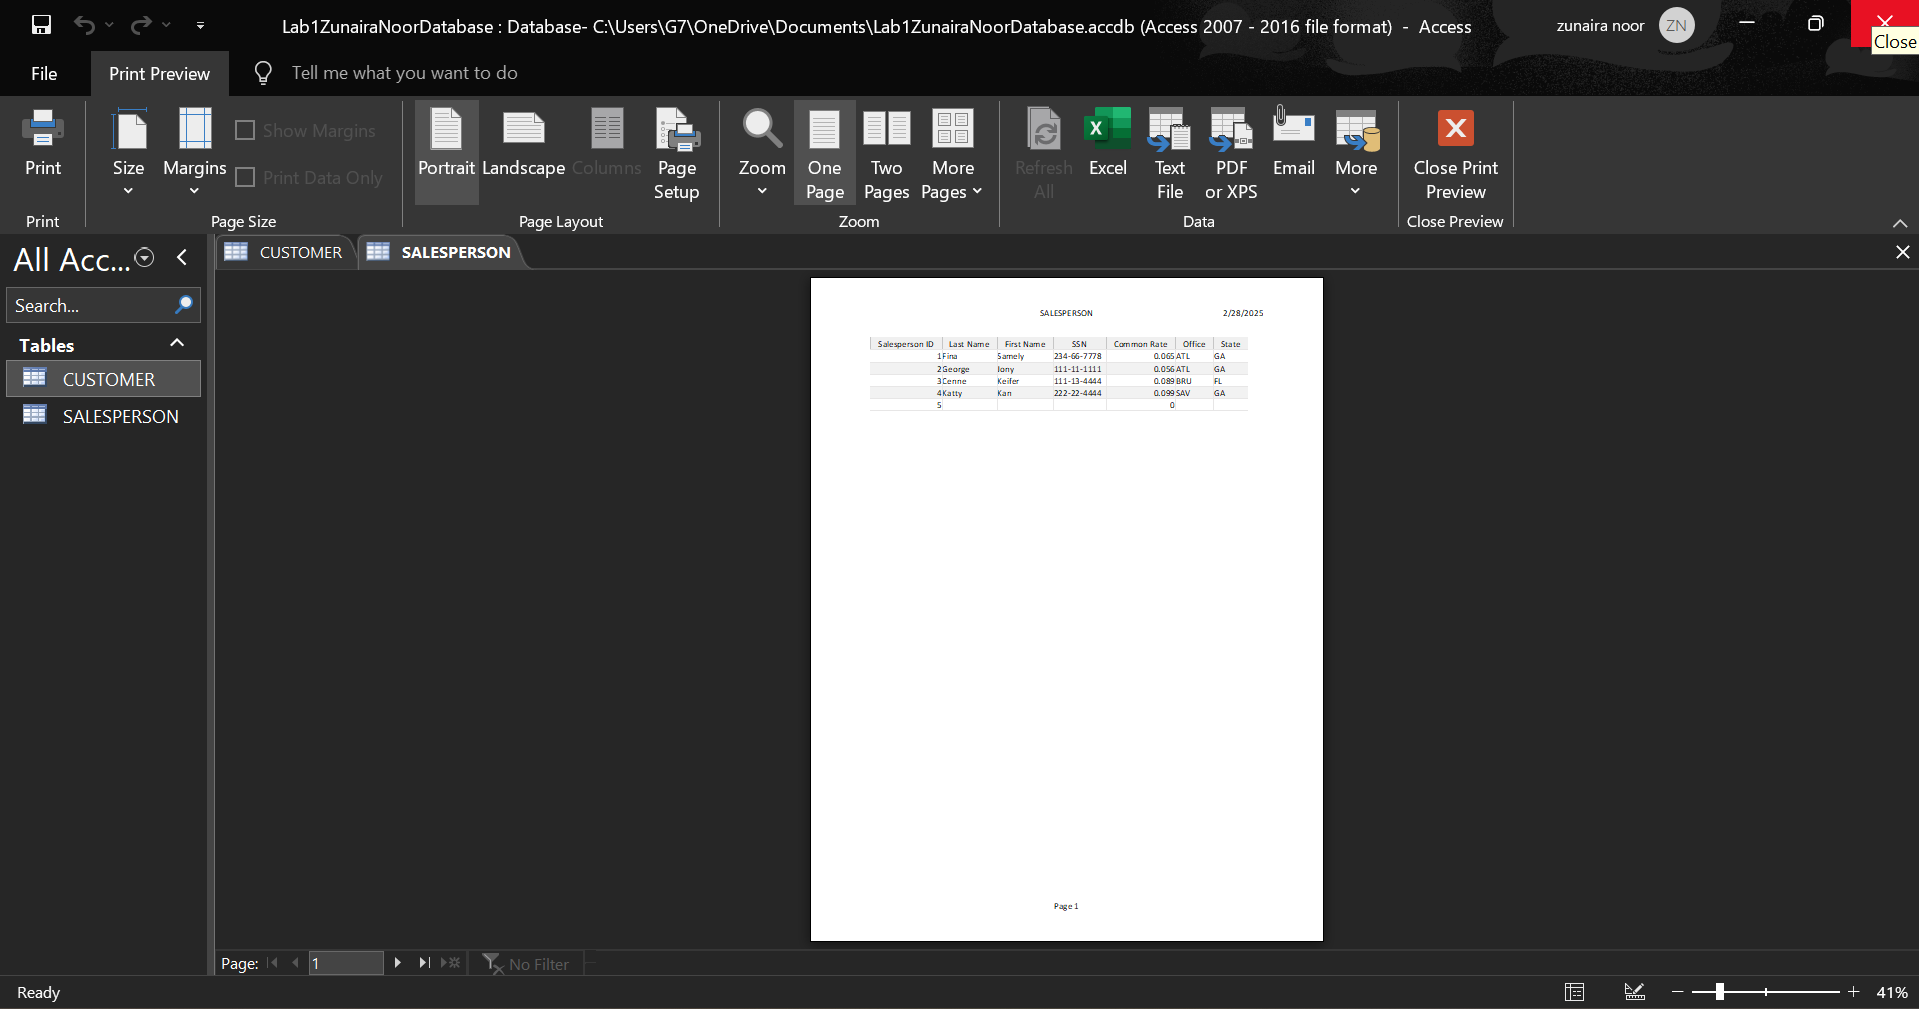 Lab1ZunairaNoorDatabase : Database- C:\Users\G7\OneDrive\Documents\Lab1ZunairaNoorDatabase.accdb (Access 2007 - 2016 file format) - Access
zunaira noor ZN
Close
File Print Preview Tell me what you want to do
Print
Size
Margins
Show Margins
Print Data Only
Portrait
Landscape
Columns
Page Setup
Zoom
One Page
Two Pages
More Pages
Refresh All
Excel
Text File
PDF or XPS
Email
More
Close Print Preview
Print Page Size Page Layout Zoom Data Close Preview
All Acc...
Search...
Tables
CUSTOMER
SALESPERSON
CUSTOMER SALESPERSON
SALESPERSON 2/28/2025
Salesperson ID Last Name First Name SSN Common Rate Office State
1 Fina Samely 234-66-7778 0.065 ATL GA
2 George Jony 111-11-1111 0.056 ATL GA
3 Cenne Keifer 111-13-4444 0.089 BRU FL
4 Katty Kan 222-22-4444 0.099 SAV GA
5 0
Page 1
Page: 1 No Filter
Ready 41%